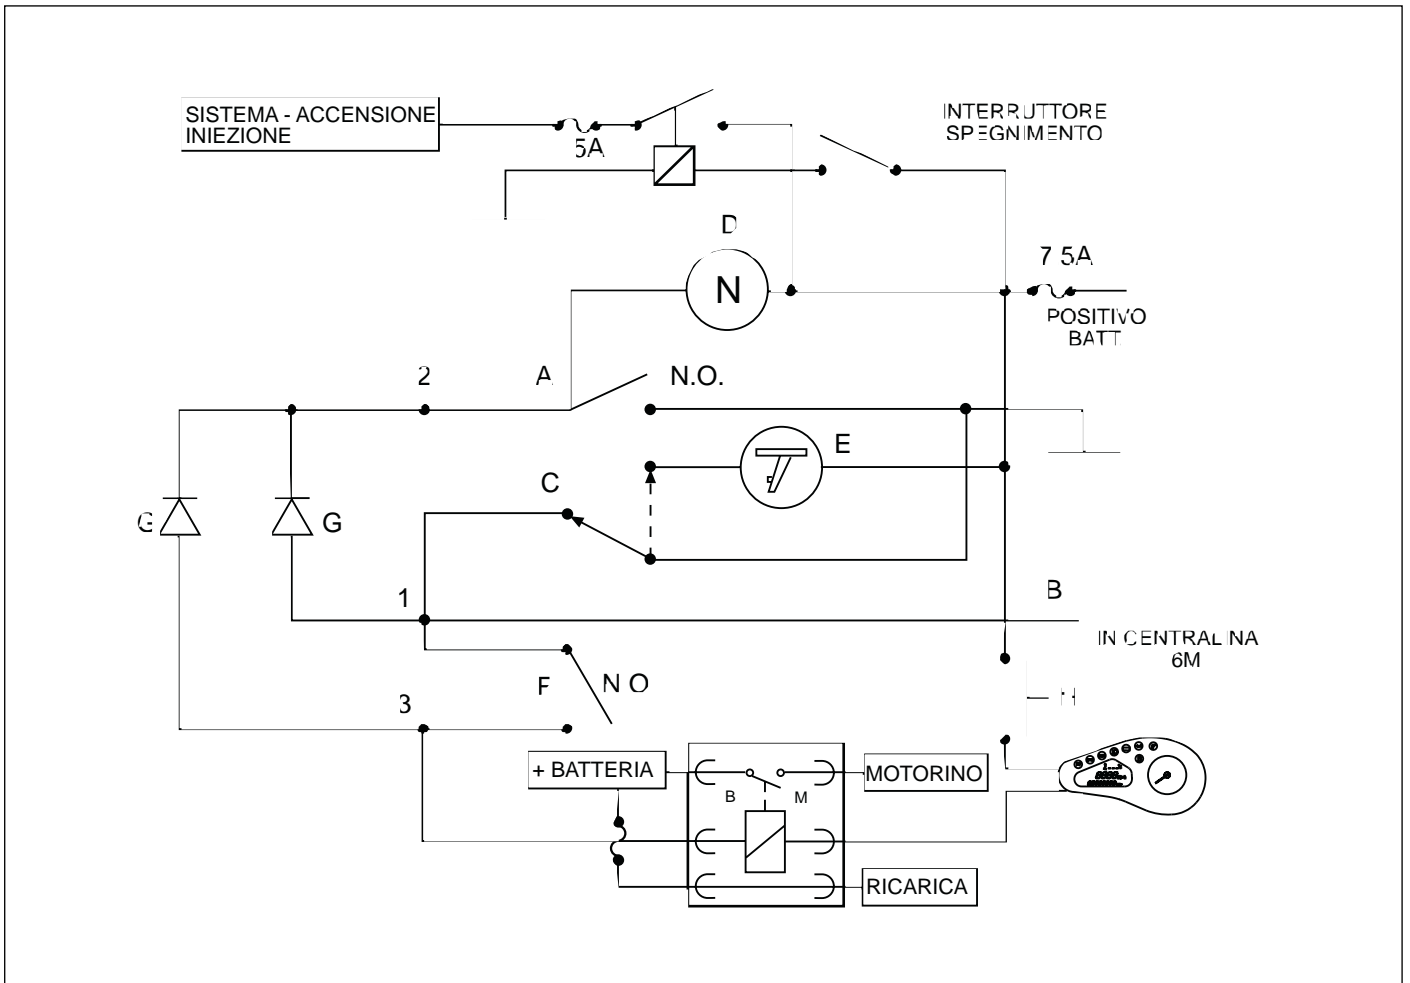 SISTEMA - ACCENSIONE
INIEZIONE
5A
INTERRUTTORE
SPEGNIMENTO
D
N
7 5A
POSITIVO
BATT.
2
A
N.O.
E
C
G
G
1
B
IN CENTRALINA
6M
F
N O
3
H
+ BATTERIA
B
M
MOTORINO
RICARICA